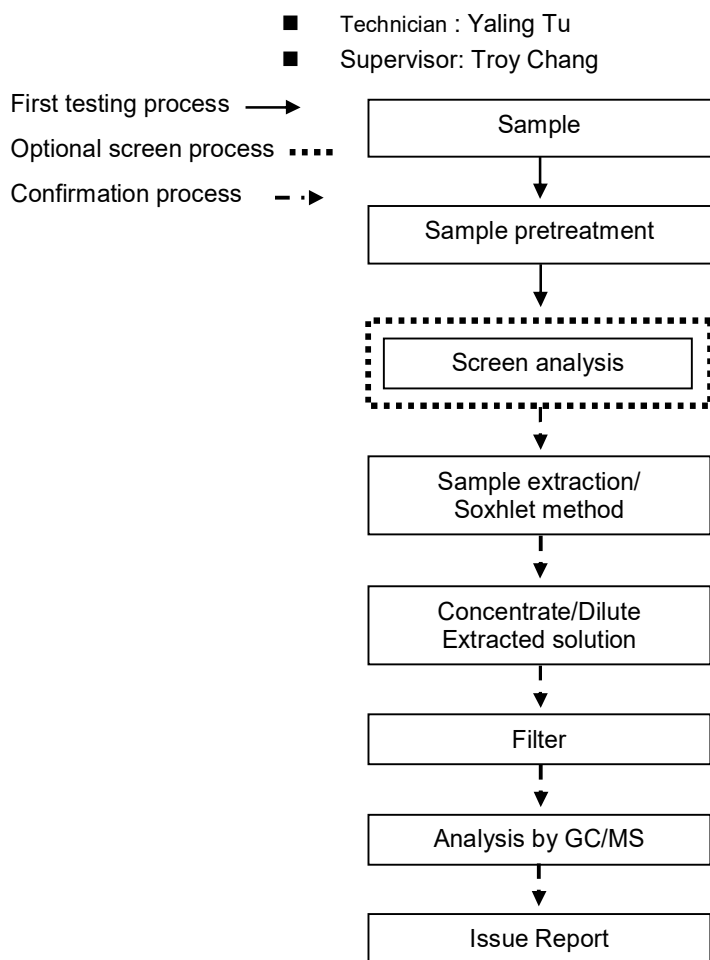 Technician : Yaling Tu
Supervisor: Troy Chang
First testing process
Optional screen process
Confirmation process
Sample
Sample pretreatment
Screen analysis
Sample extraction/
Soxhlet method
Concentrate/Dilute
Extracted solution
Filter
Analysis by GC/MS
Issue Report